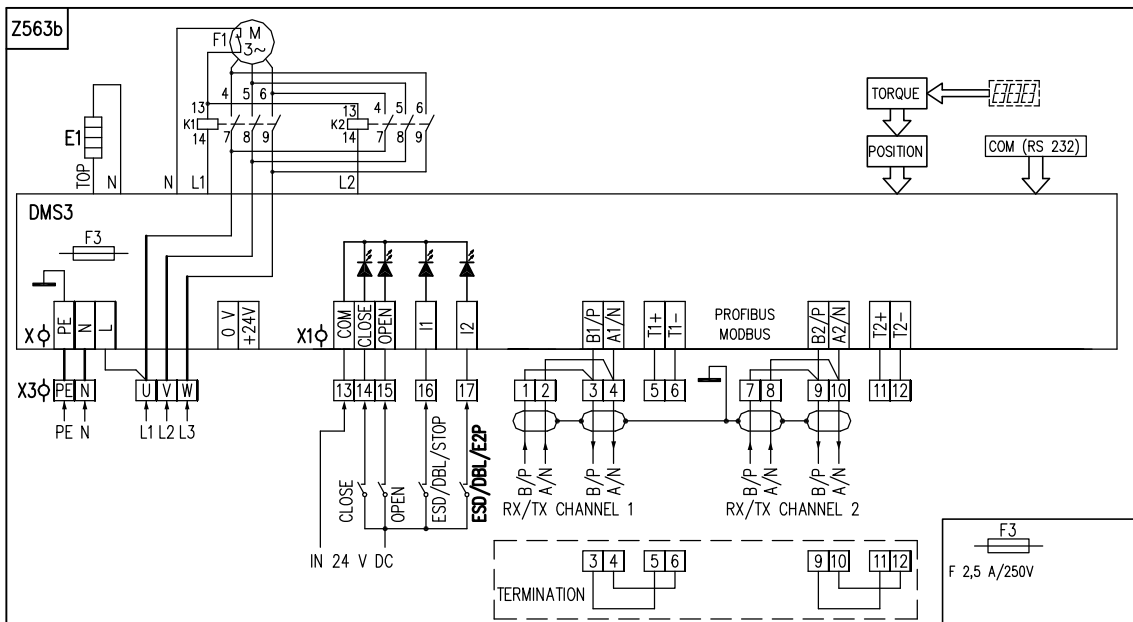 Z563b
F1
M
3~
4 5 6
13
K1
14
7 8 9
13
K2
14
4 5 6
7 8 9
E1
TOP
N
N
L1
L2
TORQUE
POSITION
COM (RS 232)
DMS3
F3
X
PE
N
L
0 V
+24V
X1
COM
CLOSE
OPEN
I1
I2
B1/P
A1/N
T1+
T1-
PROFIBUS
MODBUS
B2/P
A2/N
T2+
T2-
X3
PE N
U V W
13 14 15
16
17
1 2
3 4
5 6
7 8
9 10
11 12
PE N
L1 L2 L3
CLOSE
OPEN
ESD/DBL/STOP
ESD/DBL/E2P
IN 24 V DC
B/P
A/N
B/P
A/N
RX/TX CHANNEL 1
B/P
A/N
B/P
A/N
RX/TX CHANNEL 2
TERMINATION
3 4
5 6
9 10
11 12
F3
F 2,5 A/250V